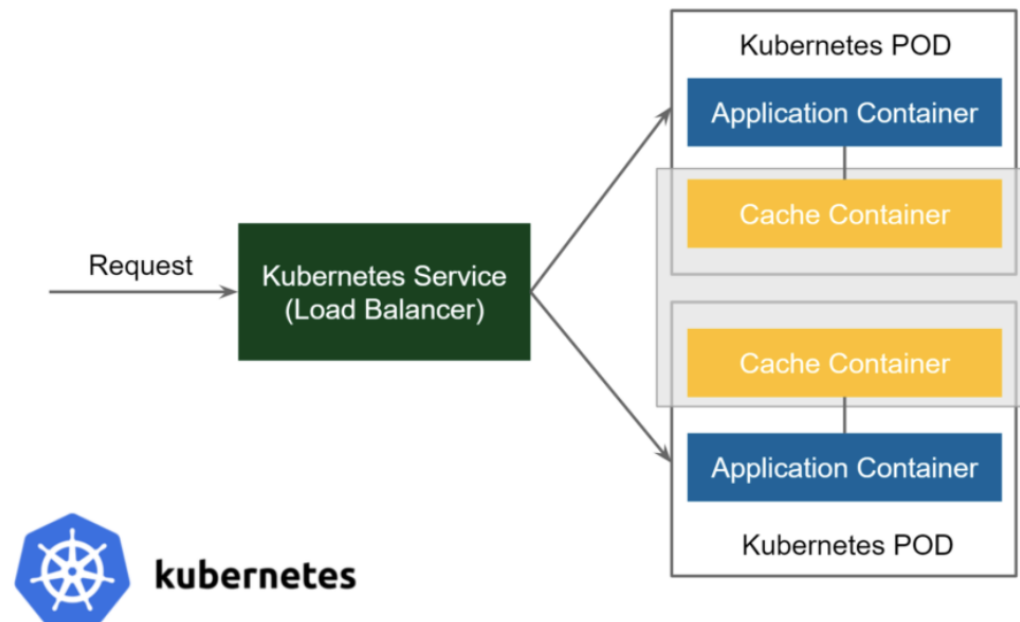 Kubernetes POD
Application Container
Cache Container
Request
Kubernetes Service
(Load Balancer)
Cache Container
Application Container
Kubernetes POD
kubernetes